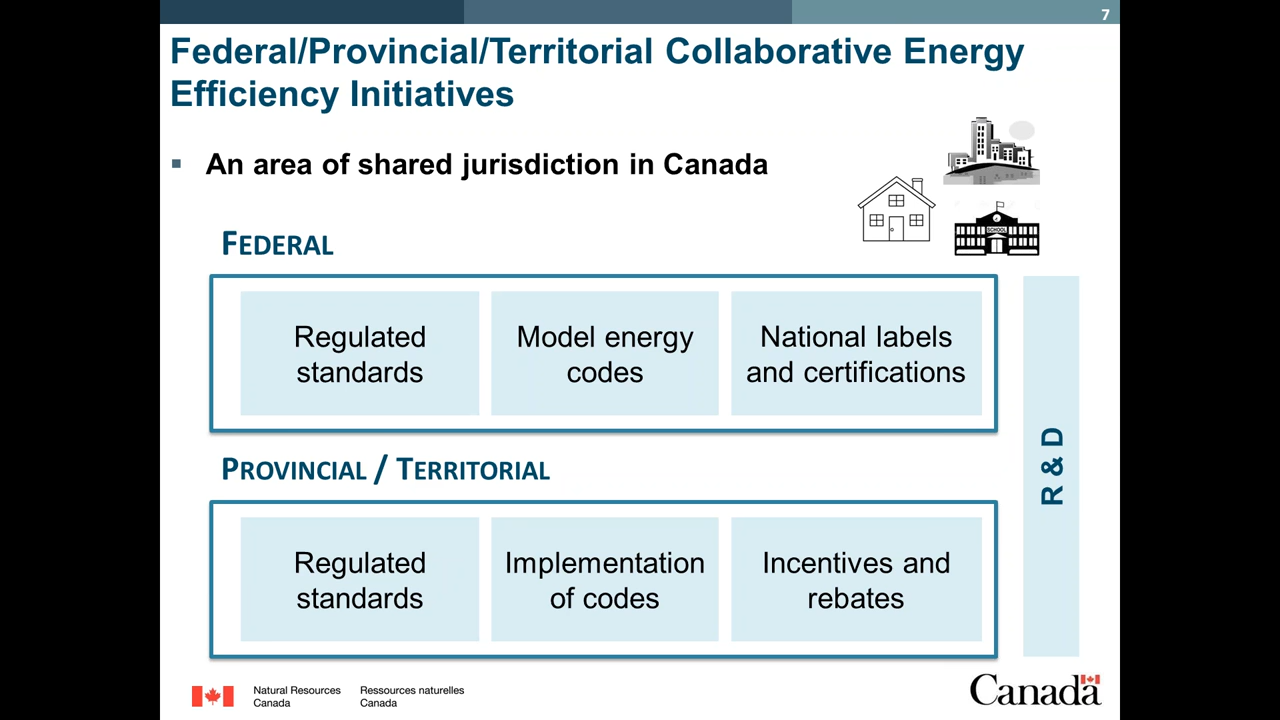 7
Federal/Provincial/Territorial Collaborative Energy
Efficiency Initiatives
▪ An area of shared jurisdiction in Canada
SCHOOL
FEDERAL
Regulated
standards
Model energy
codes
National labels
and certifications
R & D
PROVINCIAL / TERRITORIAL
Regulated
standards
Implementation
of codes
Incentives and
rebates
Natural Resources
Canada
Ressources naturelles
Canada
Canada